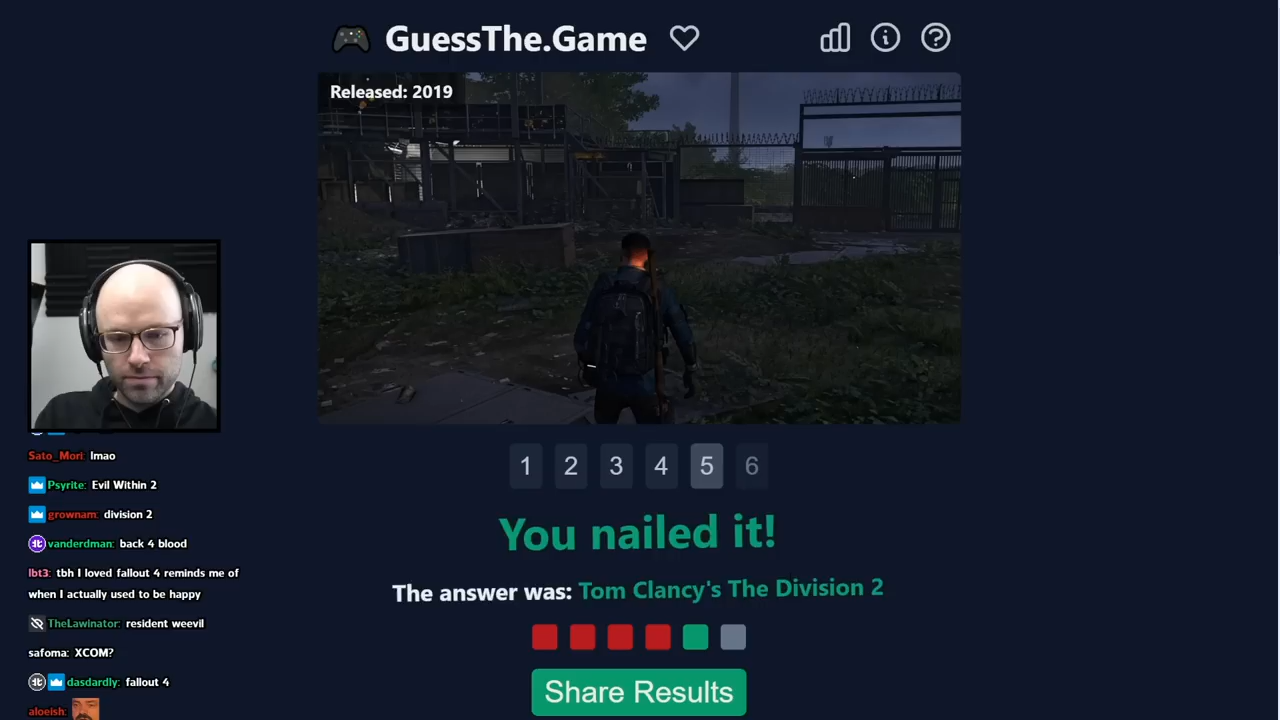 GuessThe.Game
Released: 2019
1 2 3 4 5 6
You nailed it!
The answer was: Tom Clancy's The Division 2
Share Results
Sato_Mori: lmao
Psyrite: Evil Within 2
grownam: division 2
vanderdman: back 4 blood
lbt3: tbh I loved fallout 4 reminds me of
when I actually used to be happy
TheLawinator: resident weevil
safoma: XCOM?
dasdardly: fallout 4
aloeish: